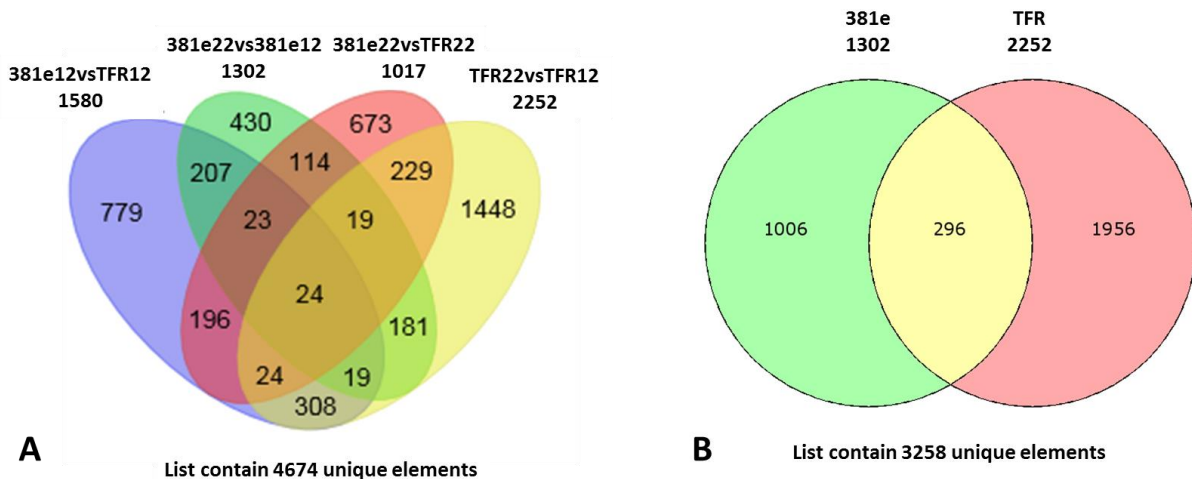 381e22vs381e12 381e22vsTFR22
1302 1017
381e12vsTFR12 TFR22vsTFR12
1580 2252
430 673
207 114 229
779 23 19 1448
24
196 181
24 19
308
A
List contain 4674 unique elements
381e TFR
1302 2252
1006 296 1956
B
List contain 3258 unique elements